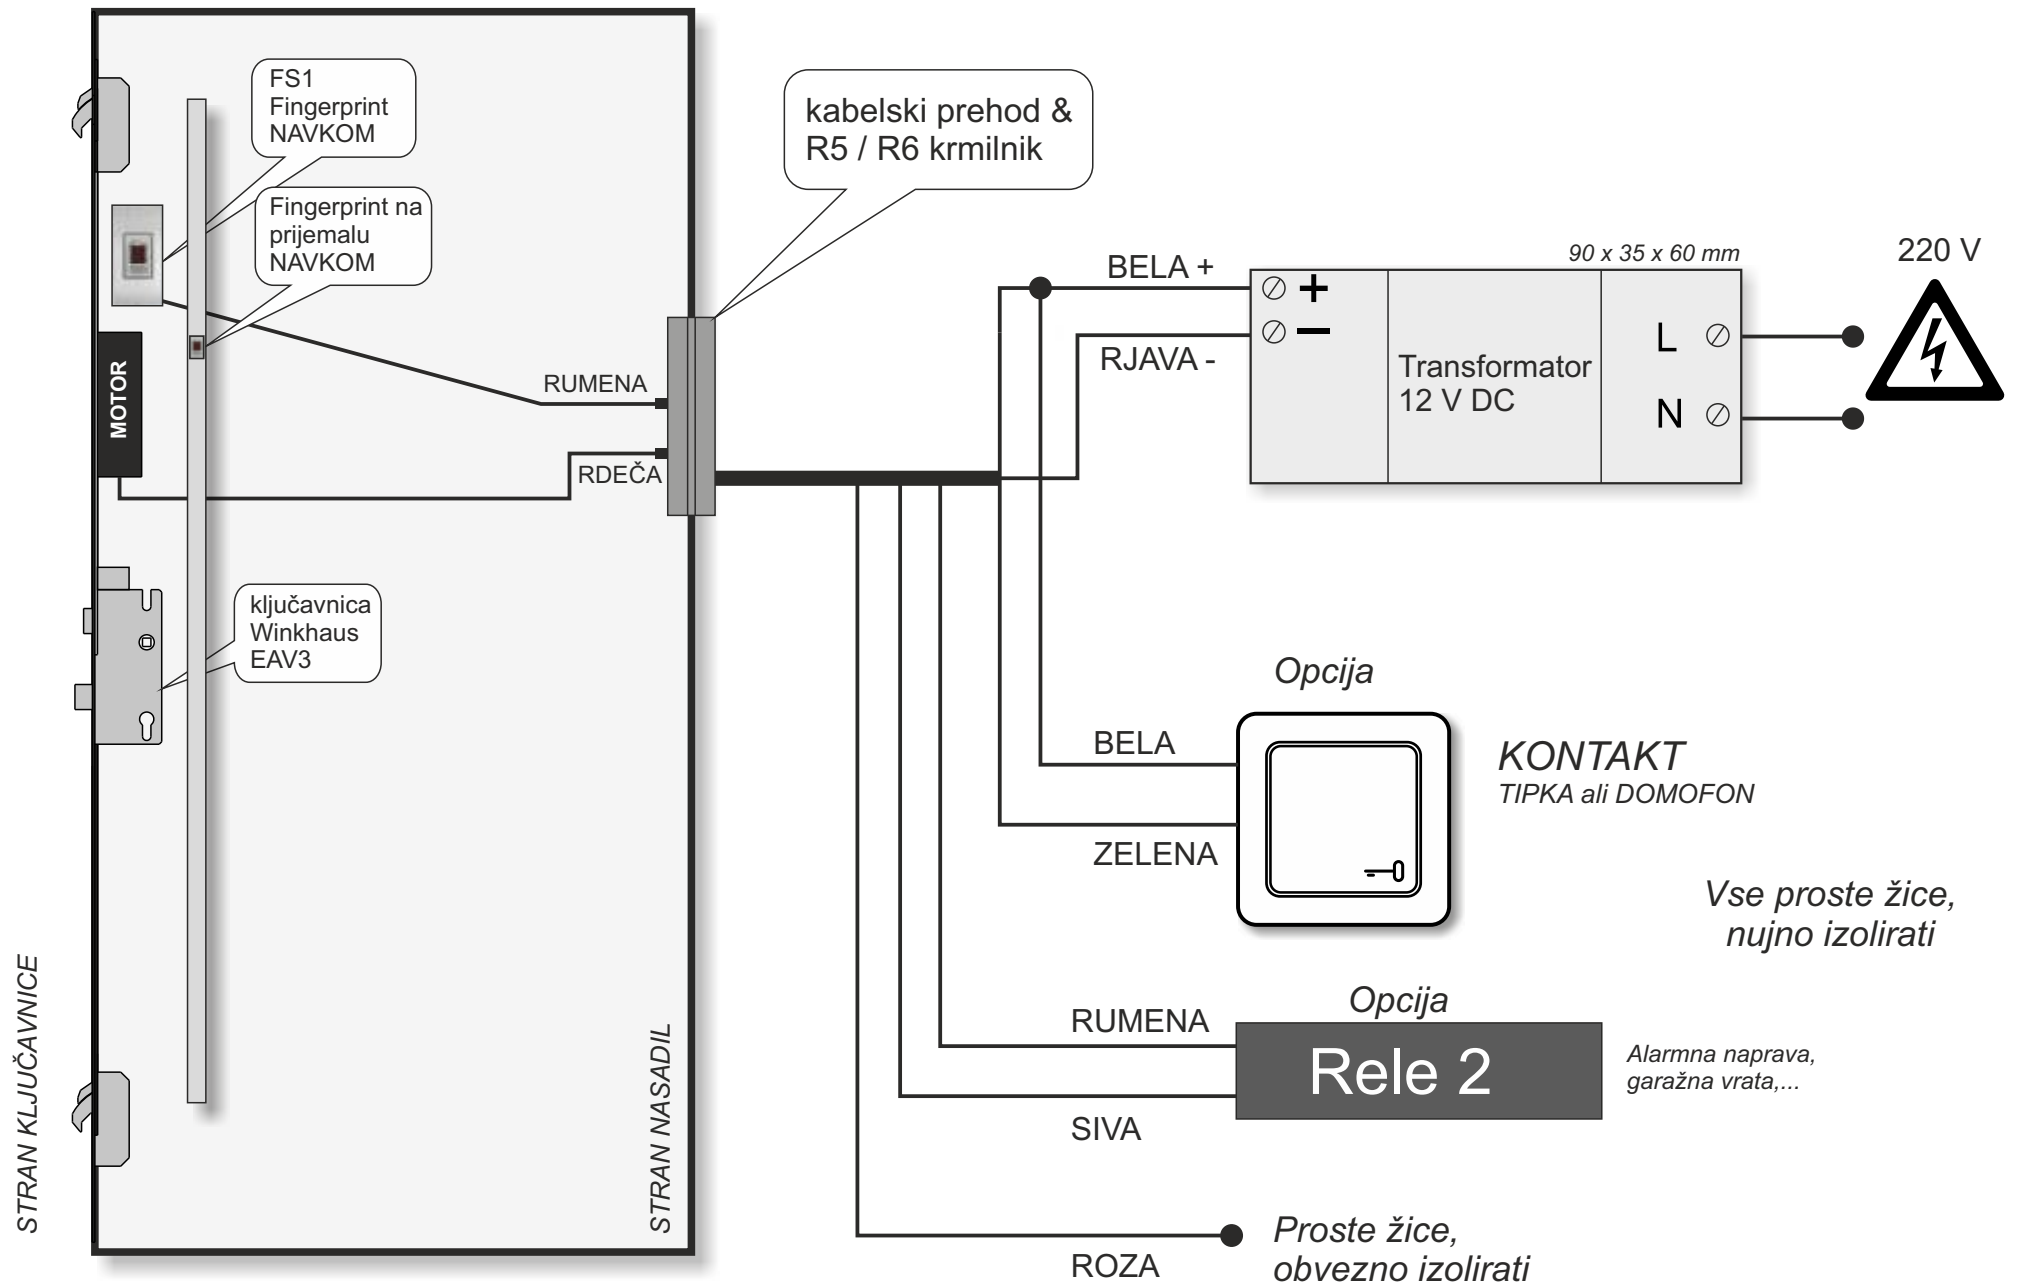 FS1
Fingerprint
NAVKOM
Fingerprint na
prijemalu
NAVKOM
kabelski prehod &
R5 / R6 krmilnik
MOTOR
RUMENA
RDEČA
ključavnica
Winkhaus
EAV3
STRAN KLJUČAVNICE
STRAN NASADIL
BELA +
RJAVA -
90 x 35 x 60 mm
+
−
Transformator
12 V DC
L
N
220 V
Opcija
BELA
ZELENA
KONTAKT
TIPKA ali DOMOFON
Vse proste žice,
nujno izolirati
Opcija
RUMENA
SIVA
Rele 2
Alarmna naprava,
garažna vrata,...
ROZA
Proste žice,
obvezno izolirati